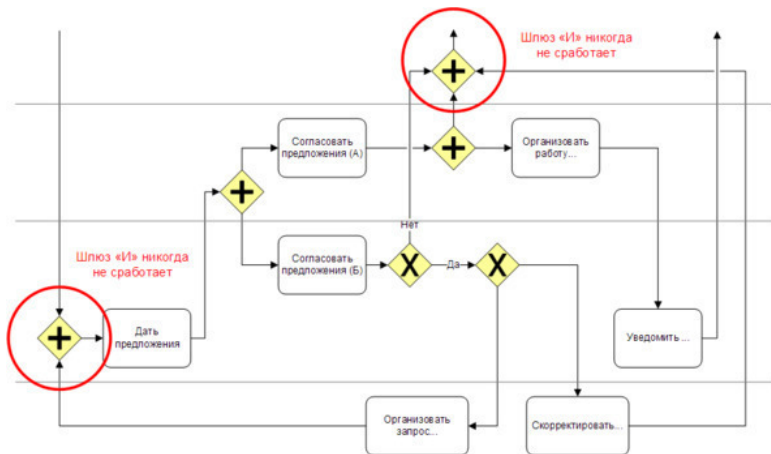 Шлюз «И» никогда
не сработает
Согласовать
предложения (А)
Организовать
работу...
Нет
Шлюз «И» никогда
не сработает
Согласовать
предложения (Б)
Да
Дать
предложения
Уведомить ...
Организовать
запрос...
Скорректировать...